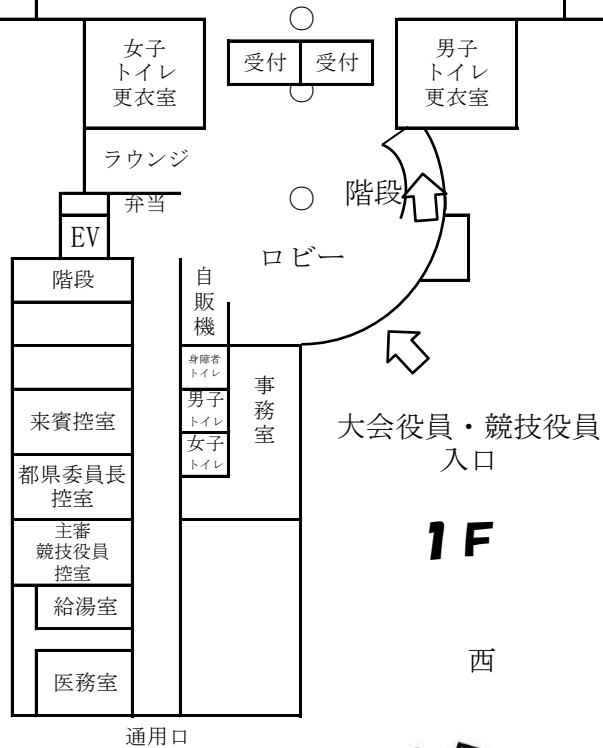 女子
トイレ
更衣室
受付
受付
男子
トイレ
更衣室
ラウンジ
弁当
階段
EV
ロビー
階段
自販機
身障者
トイレ
男子
トイレ
女子
トイレ
事務室
来賓控室
都県委員長
控室
主審
競技役員
控室
給湯室
医務室
大会役員・競技役員
入口
1F
西
通用口